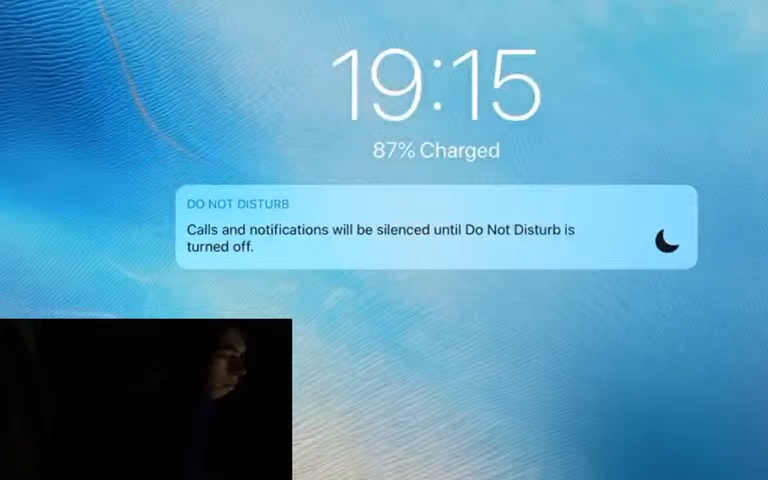 19:15
87% Charged
DO NOT DISTURB
Calls and notifications will be silenced until Do Not Disturb is
turned off.